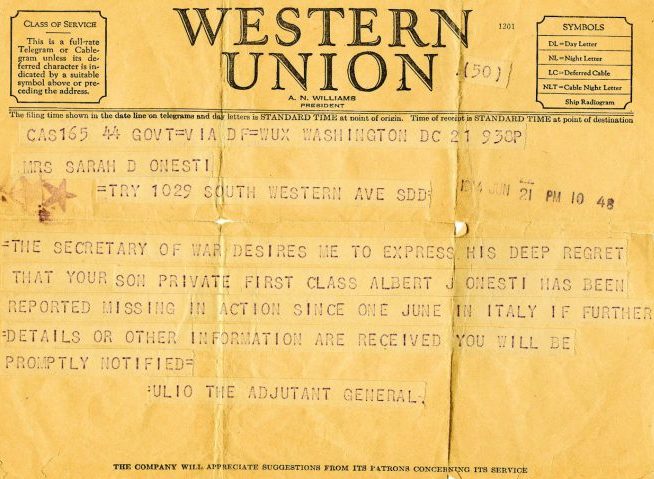 CLASS OF SERVICE
This is a full-rate
Telegram or Cable-
gram unless its de-
ferred character is in-
dicated by a suitable
symbol above or pre-
ceding the address.
WESTERN
UNION
A. N. WILLIAMS
PRESIDENT
1201
(50)
SYMBOLS
DL=Day Letter
NL=Night Letter
LC=Deferred Cable
NLT=Cable Night Letter
Ship Radiogram
The filing time shown in the date line on telegrams and day letters is STANDARD TIME at point of origin. Time of receipt is STANDARD TIME at point of destination
CAS165 44 GOVT=VIA DF=WUX WASHINGTON DC 21 938P
MRS SARAH D ONESTI
=TRY 1029 SOUTH WESTERN AVE SDD=
JUN 21 PM 10 48
=THE SECRETARY OF WAR DESIRES ME TO EXPRESS HIS DEEP REGRET
THAT YOUR SON PRIVATE FIRST CLASS ALBERT J ONESTI HAS BEEN
REPORTED MISSING IN ACTION SINCE ONE JUNE IN ITALY IF FURTHER
=DETAILS OR OTHER INFORMATION ARE RECEIVED YOU WILL BE
PROMPTLY NOTIFIED=
=ULIO THE ADJUTANT GENERAL.
THE COMPANY WILL APPRECIATE SUGGESTIONS FROM ITS PATRONS CONCERNING ITS SERVICE